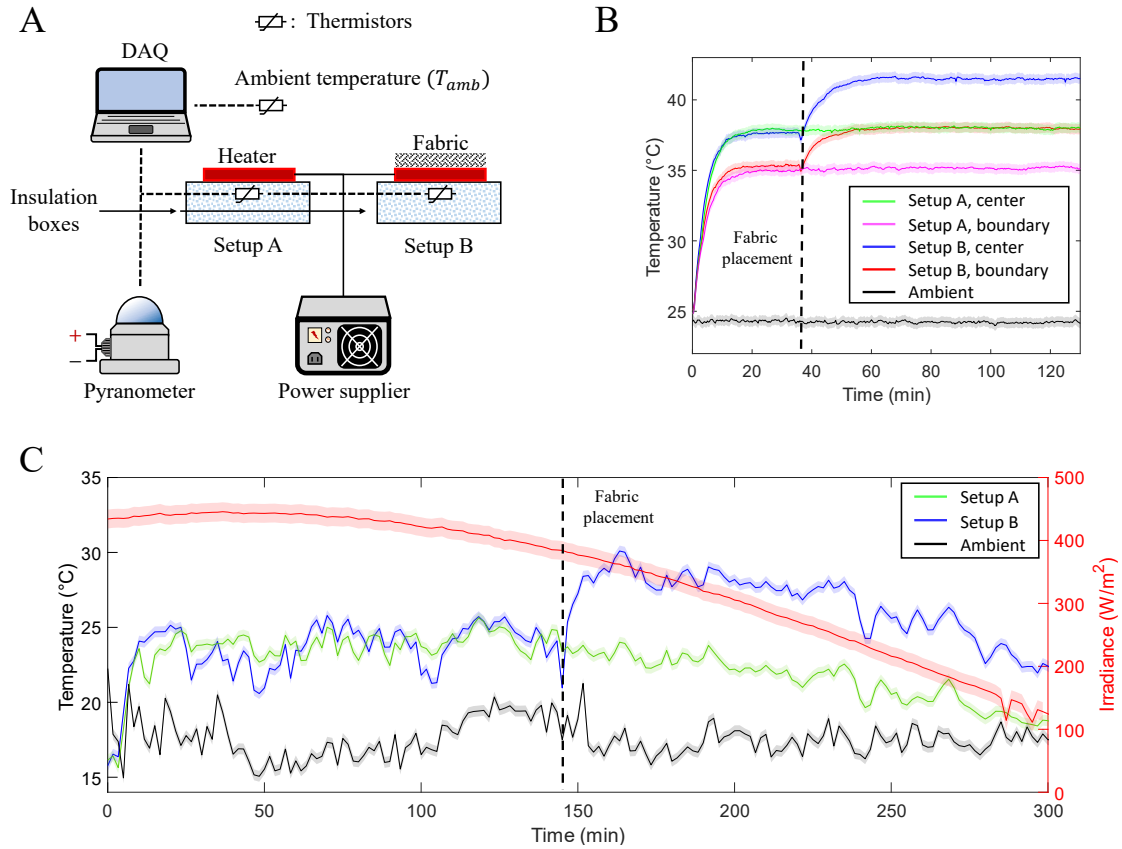 A
: Thermistors
DAQ
Ambient temperature (T_amb)
Heater
Fabric
Insulation
boxes
Setup A
Setup B
+
−
Pyranometer
Power supplier
B
Temperature (°C)
40
35
30
25
Fabric
placement
Setup A, center
Setup A, boundary
Setup B, center
Setup B, boundary
Ambient
0 20 40 60 80 100 120
Time (min)
C
Temperature (°C)
35
30
25
20
15
Fabric
placement
Setup A
Setup B
Ambient
500
400
300
200
100
0
Irradiance (W/m²)
0 50 100 150 200 250 300
Time (min)